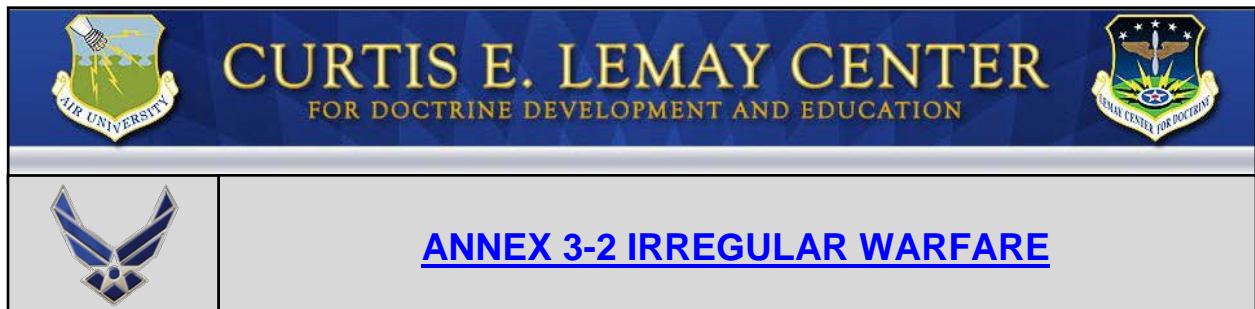 CURTIS E. LEMAY CENTER
FOR DOCTRINE DEVELOPMENT AND EDUCATION
AIR UNIVERSITY
LEMAY CENTER FOR DOCTRINE
ANNEX 3-2 IRREGULAR WARFARE